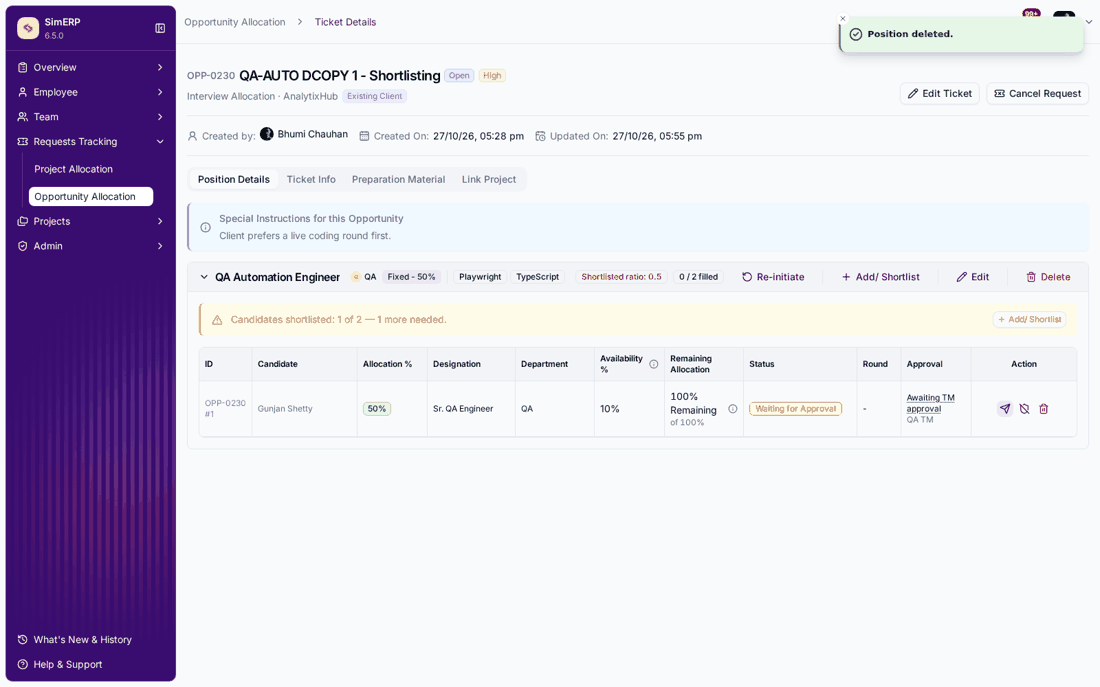 SimERP
6.5.0
Overview
Employee
Team
Requests Tracking
Project Allocation
Opportunity Allocation
Projects
Admin
What's New & History
Help & Support
Opportunity Allocation > Ticket Details
99+
Position deleted.
OPP-0230 QA-AUTO DCOPY 1 - Shortlisting Open High
Interview Allocation · AnalytixHub Existing Client
Edit Ticket Cancel Request
Created by: Bhumi Chauhan Created On: 27/10/26, 05:28 pm Updated On: 27/10/26, 05:55 pm
Position Details Ticket Info Preparation Material Link Project
Special Instructions for this Opportunity
Client prefers a live coding round first.
QA Automation Engineer QA Fixed - 50% Playwright TypeScript Shortlisted ratio: 0.5 0 / 2 filled Re-initiate + Add/ Shortlist Edit Delete
Candidates shortlisted: 1 of 2 — 1 more needed. + Add/ Shortlist
ID Candidate Allocation % Designation Department Availability % Remaining Allocation Status Round Approval Action
OPP-0230 #1 Gunjan Shetty 50% Sr. QA Engineer QA 10% 100% Remaining of 100% Waiting for Approval - Awaiting TM approval QA TM